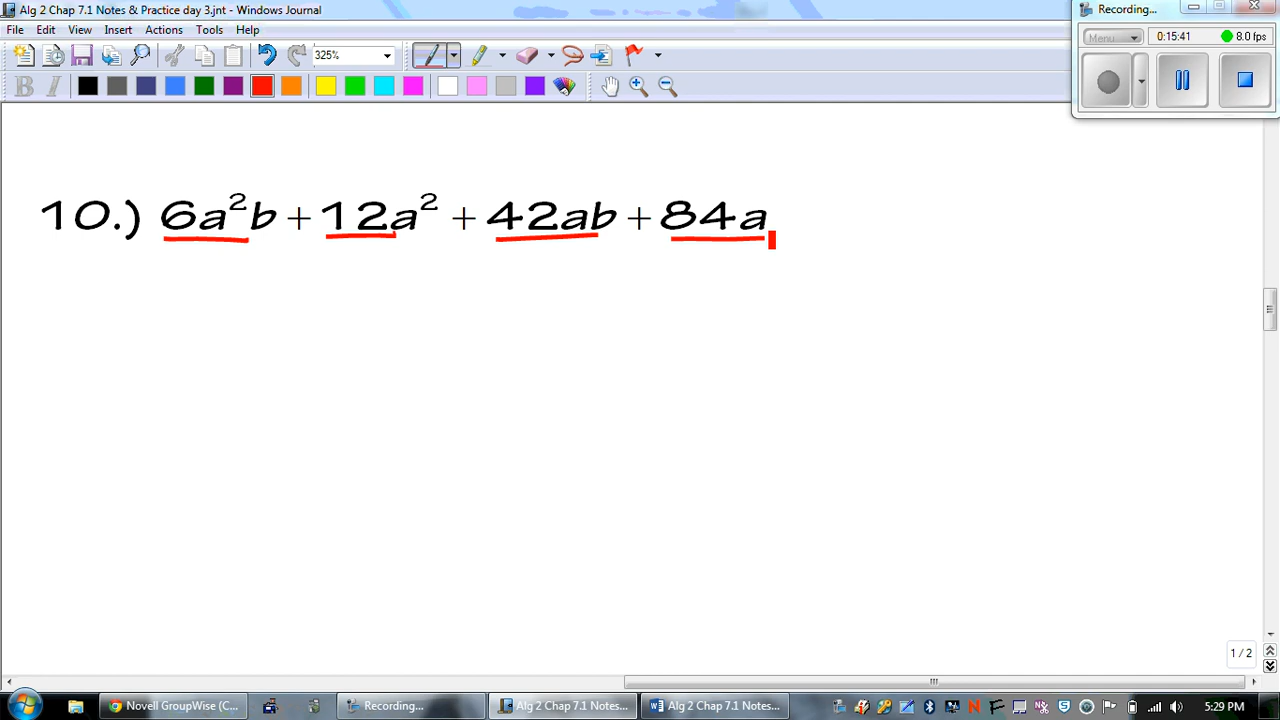 Alg 2 Chap 7.1 Notes & Practice day 3.jnt - Windows Journal
Recording...
File Edit View Insert Actions Tools Help
Menu 0:15:41 8.0 fps
325%
B I
10.) 6a²b + 12a² + 42ab + 84a
1 / 2
Novell GroupWise (C... Recording... Alg 2 Chap 7.1 Notes... Alg 2 Chap 7.1 Notes... 5:29 PM